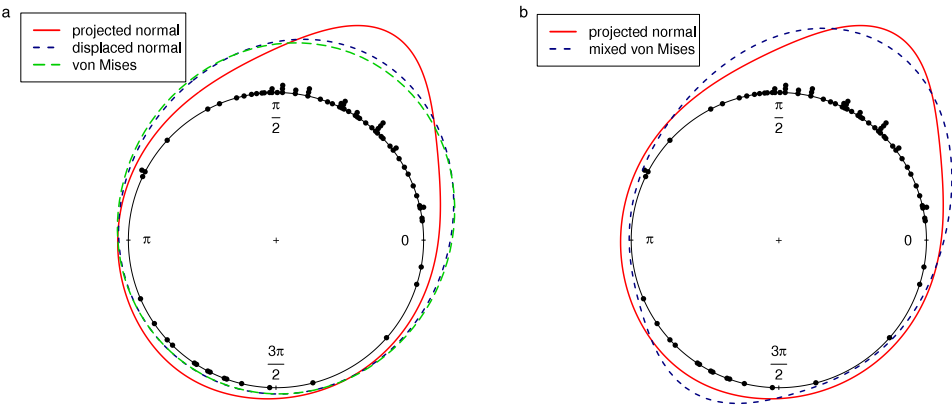 a
projected normal
displaced normal
von Mises
π
2
π
+
0
3π
2
b
projected normal
mixed von Mises
π
2
π
+
0
3π
2